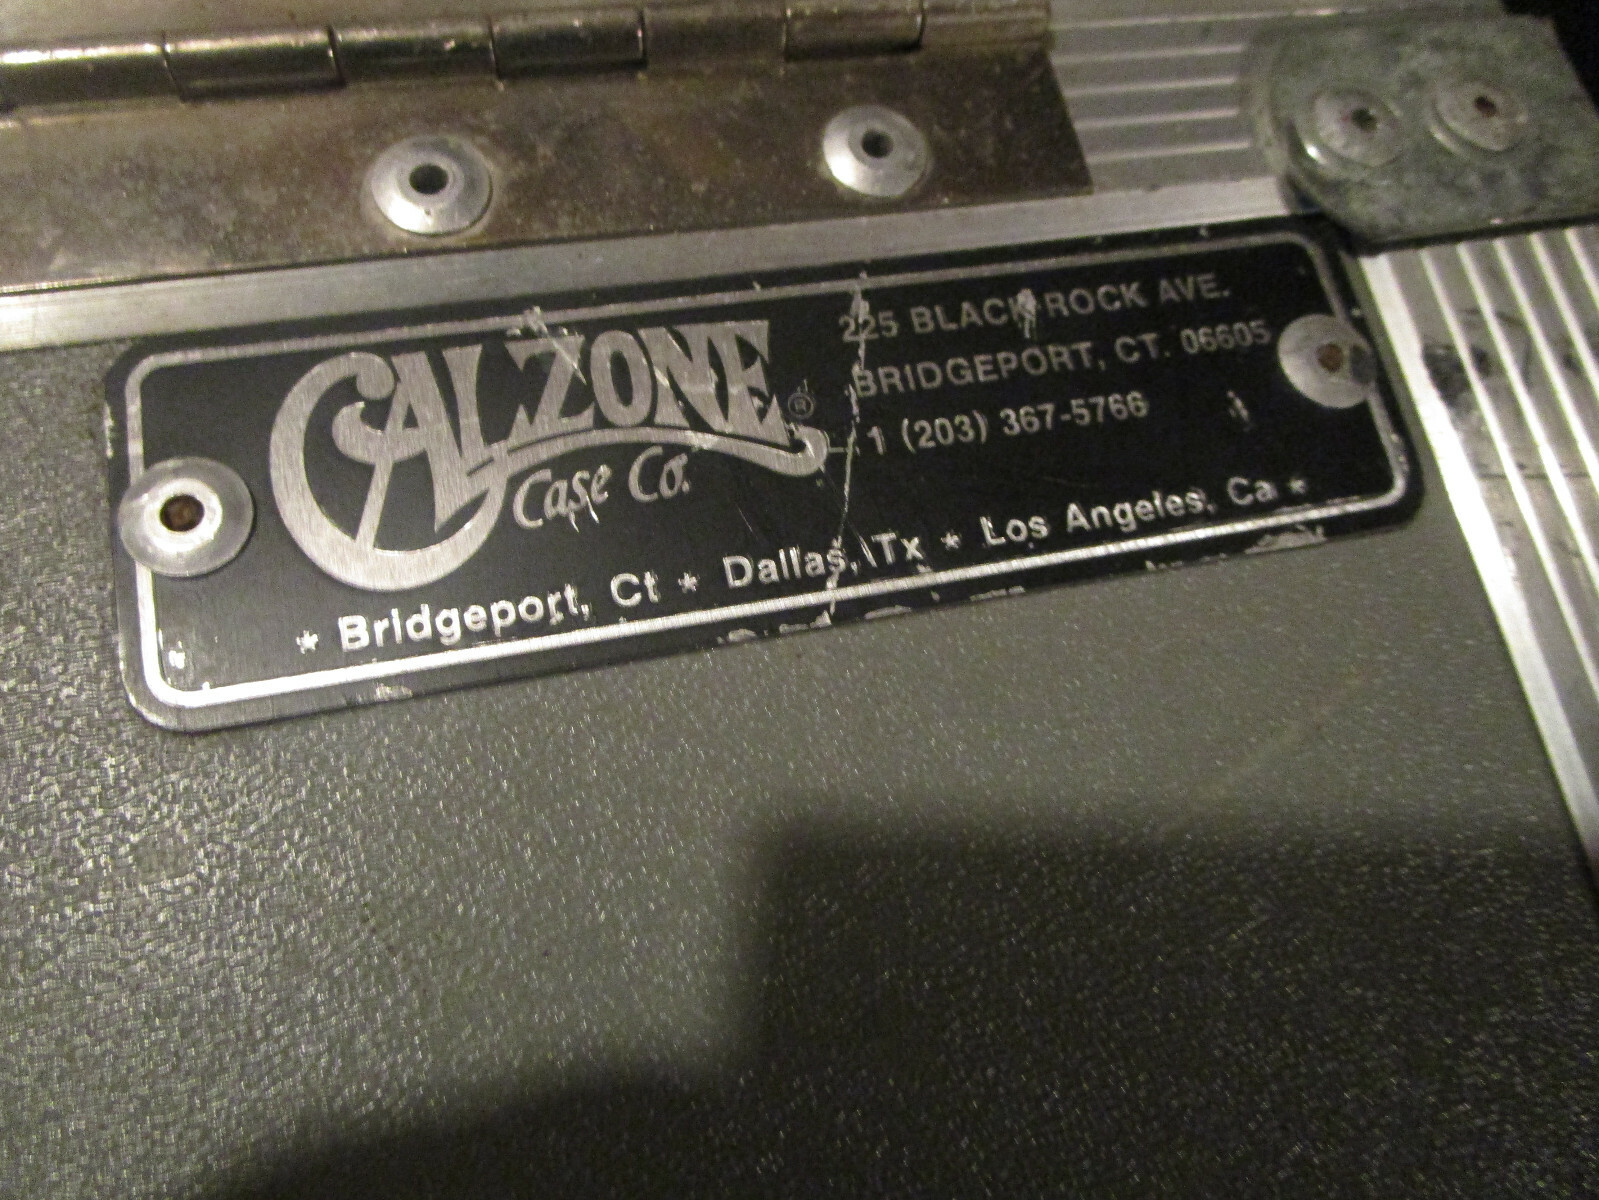 CALZONE ®
Case Co.
225 BLACK ROCK AVE.
BRIDGEPORT, CT. 06605
1 (203) 367-5766
* Bridgeport, Ct * Dallas, Tx * Los Angeles, Ca *